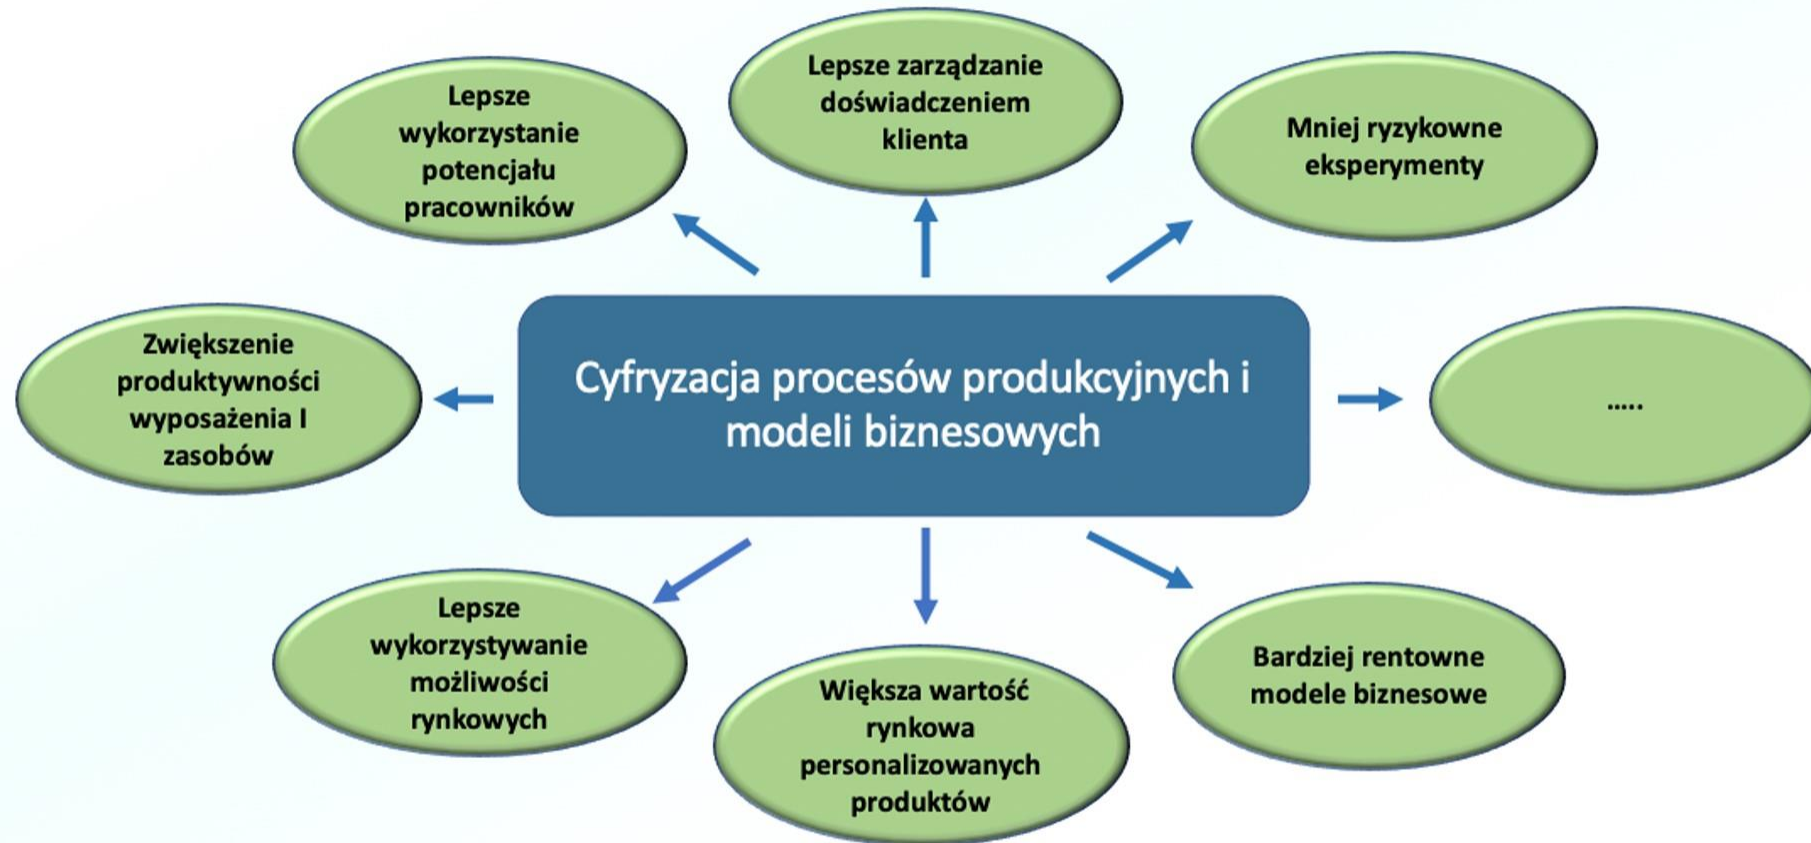 Lepsze
wykorzystanie
potencjału
pracowników
Lepsze zarządzanie
doświadczeniem
klienta
Mniej ryzykowne
eksperymenty
Zwiększenie
produktywności
wyposażenia I
zasobów
Cyfryzacja procesów produkcyjnych i
modeli biznesowych
.....
Lepsze
wykorzystywanie
możliwości
rynkowych
Większa wartość
rynkowa
personalizowanych
produktów
Bardziej rentowne
modele biznesowe